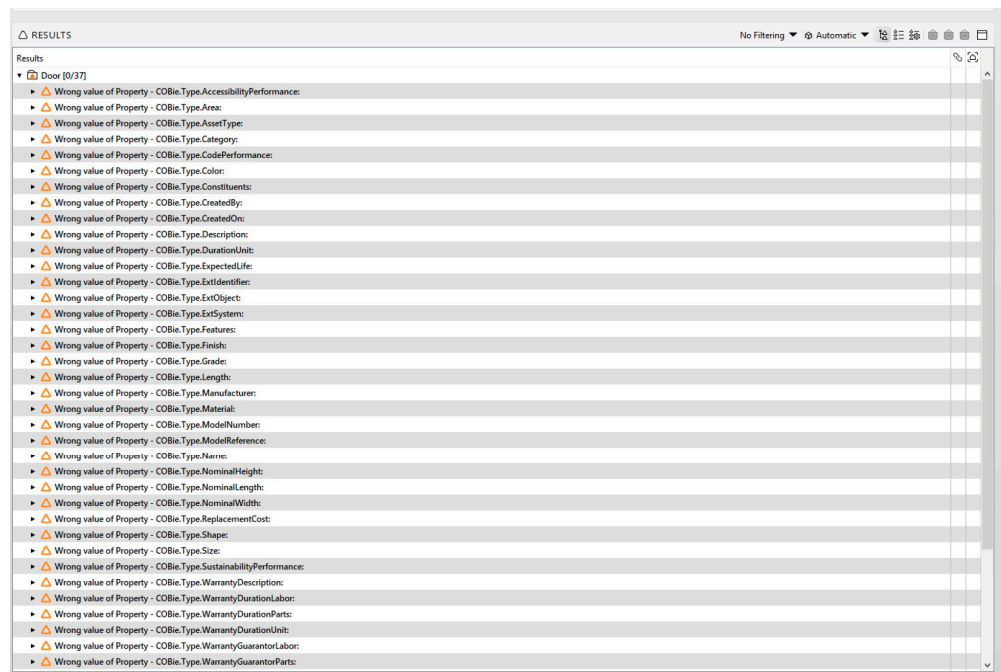 RESULTS
No Filtering Automatic
Results
Door [0/37]
Wrong value of Property - COBie.Type.AccessibilityPerformance:
Wrong value of Property - COBie.Type.Area:
Wrong value of Property - COBie.Type.AssetType:
Wrong value of Property - COBie.Type.Category:
Wrong value of Property - COBie.Type.CodePerformance:
Wrong value of Property - COBie.Type.Color:
Wrong value of Property - COBie.Type.Constituents:
Wrong value of Property - COBie.Type.CreatedBy:
Wrong value of Property - COBie.Type.CreatedOn:
Wrong value of Property - COBie.Type.Description:
Wrong value of Property - COBie.Type.DurationUnit:
Wrong value of Property - COBie.Type.ExpectedLife:
Wrong value of Property - COBie.Type.ExtIdentifier:
Wrong value of Property - COBie.Type.ExtObject:
Wrong value of Property - COBie.Type.ExtSystem:
Wrong value of Property - COBie.Type.Features:
Wrong value of Property - COBie.Type.Finish:
Wrong value of Property - COBie.Type.Grade:
Wrong value of Property - COBie.Type.Length:
Wrong value of Property - COBie.Type.Manufacturer:
Wrong value of Property - COBie.Type.Material:
Wrong value of Property - COBie.Type.ModelNumber:
Wrong value of Property - COBie.Type.ModelReference:
Wrong value of Property - COBie.Type.Name:
Wrong value of Property - COBie.Type.NominalHeight:
Wrong value of Property - COBie.Type.NominalLength:
Wrong value of Property - COBie.Type.NominalWidth:
Wrong value of Property - COBie.Type.ReplacementCost:
Wrong value of Property - COBie.Type.Shape:
Wrong value of Property - COBie.Type.Size:
Wrong value of Property - COBie.Type.SustainabilityPerformance:
Wrong value of Property - COBie.Type.WarrantyDescription:
Wrong value of Property - COBie.Type.WarrantyDurationLabor:
Wrong value of Property - COBie.Type.WarrantyDurationParts:
Wrong value of Property - COBie.Type.WarrantyDurationUnit:
Wrong value of Property - COBie.Type.WarrantyGuarantorLabor:
Wrong value of Property - COBie.Type.WarrantyGuarantorParts: